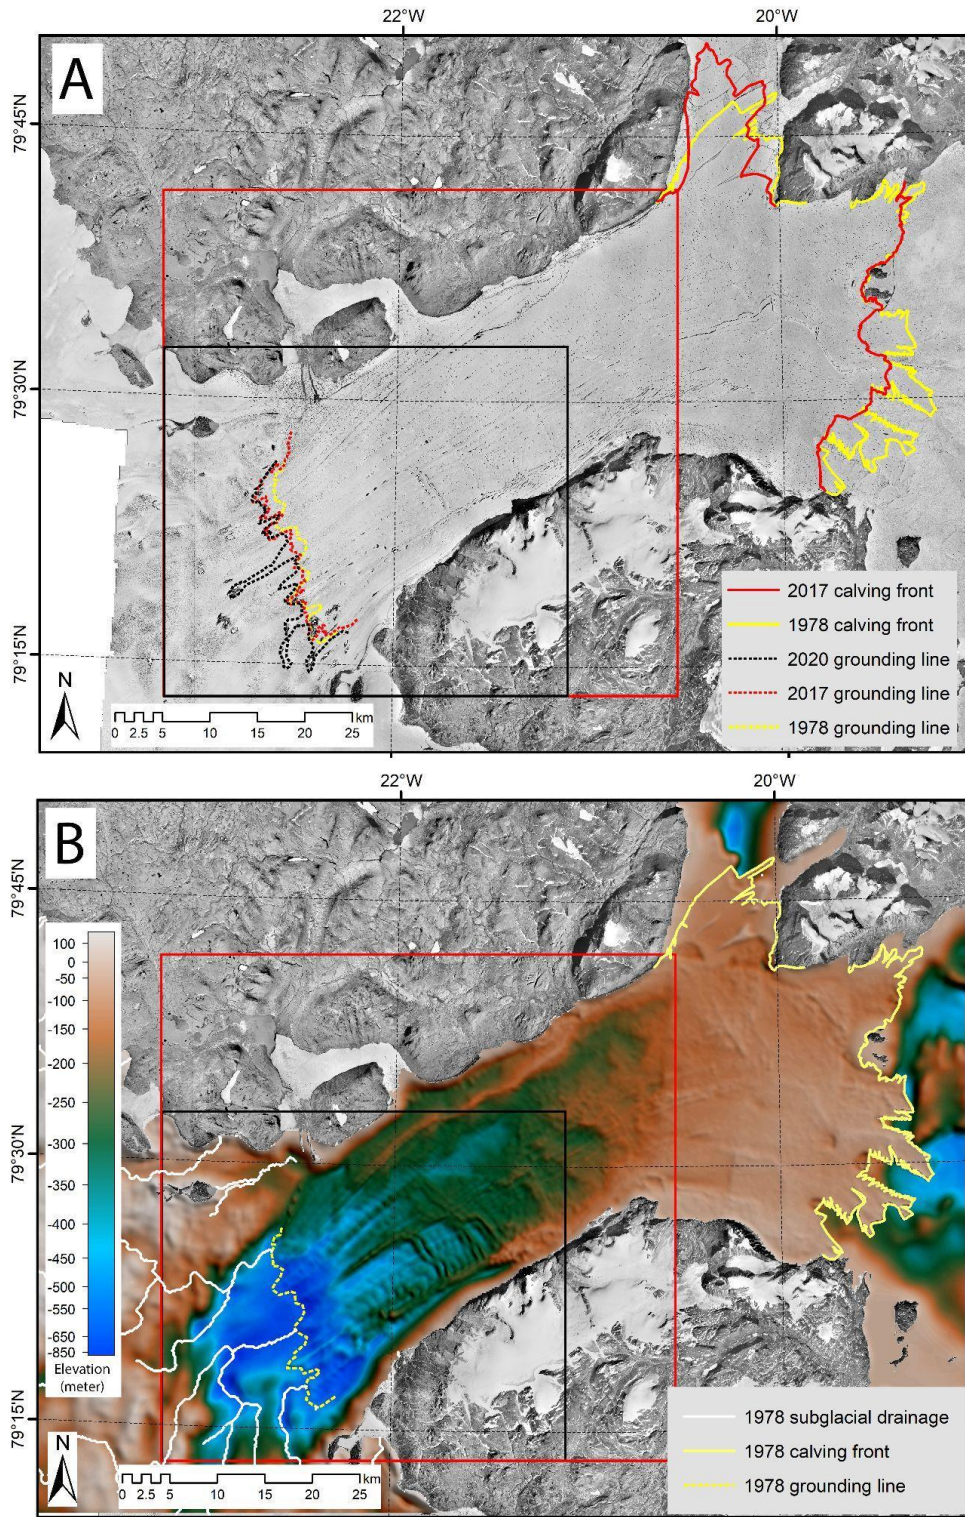 22°W
20°W
A
79°45'N
79°30'N
79°15'N
N
0 2.5 5 10 15 20 25
km
2017 calving front
1978 calving front
2020 grounding line
2017 grounding line
1978 grounding line
22°W
20°W
B
79°45'N
79°30'N
79°15'N
100
0
-50
-100
-150
-200
-250
-300
-350
-400
-450
-500
-550
-650
-850
Elevation
(meter)
N
0 2.5 5 10 15 20 25
km
1978 subglacial drainage
1978 calving front
1978 grounding line